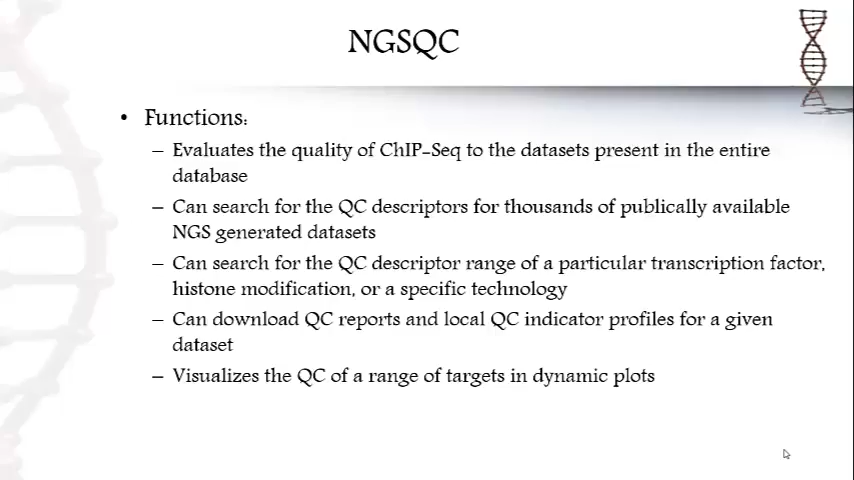 NGSQC
• Functions:
– Evaluates the quality of ChIP-Seq to the datasets present in the entire
database
– Can search for the QC descriptors for thousands of publically available
NGS generated datasets
– Can search for the QC descriptor range of a particular transcription factor,
histone modification, or a specific technology
– Can download QC reports and local QC indicator profiles for a given
dataset
– Visualizes the QC of a range of targets in dynamic plots